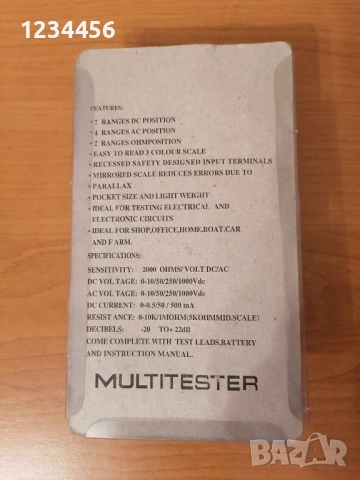 1234456
FEATURES:
• 7 RANGES DC POSITION
• 4 RANGES AC POSITION
• 2 RANGES OHMPOSITION
• EASY TO READ 3 COLOUR SCALE
• RECESSED SAFETY DESIGNED INPUT TERMINALS
• MIRRORED SCALE REDUCES ERRORS DUE TO
• PARALLAX
• POCKET SIZE AND LIGHT WEIGHT
• IDEAL FOR TESTING ELECTRICAL AND
ELECTRONIC CIRCUITS
• IDEAL FOR SHOP,OFFICE,HOME,BOAT,CAR
AND F ARM.
SPECIFICATIONS:
SENSITIVITY: 2000 OHMS/ VOLT DC/AC
DC VOL TAGE: 0-10/50/250/1000Vdc
AC VOL TAGE: 0-10/50/250/1000Vdc
DC CURRENT: 0-0.5/50 / 500 mA
RESIST ANCE: 0-10K/1MOHM(5KOHMMID.SCALE)
DECIBELS: -20 TO+ 22dB
COME COMPLETE WITH TEST LEADS,BATTERY
AND INSTRUCTION MANUAL.
MULTITESTER
BAZAR
bg